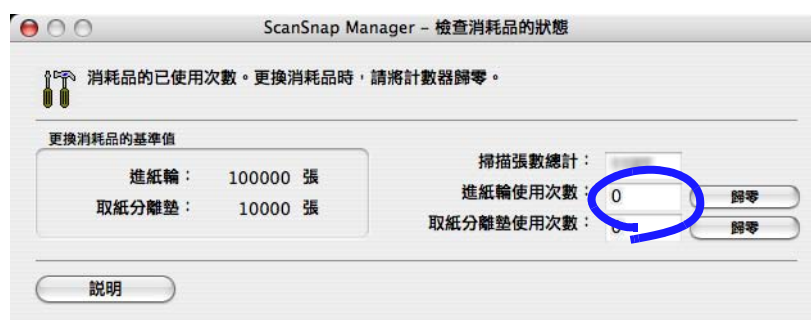 ScanSnap Manager – 檢查消耗品的狀態
消耗品的已使用次數。更換消耗品時，請將計數器歸零。
更換消耗品的基準值
進紙輪： 100000 張
取紙分離墊： 10000 張
掃描張數總計：
進紙輪使用次數： 0 歸零
取紙分離墊使用次數： 歸零
説明